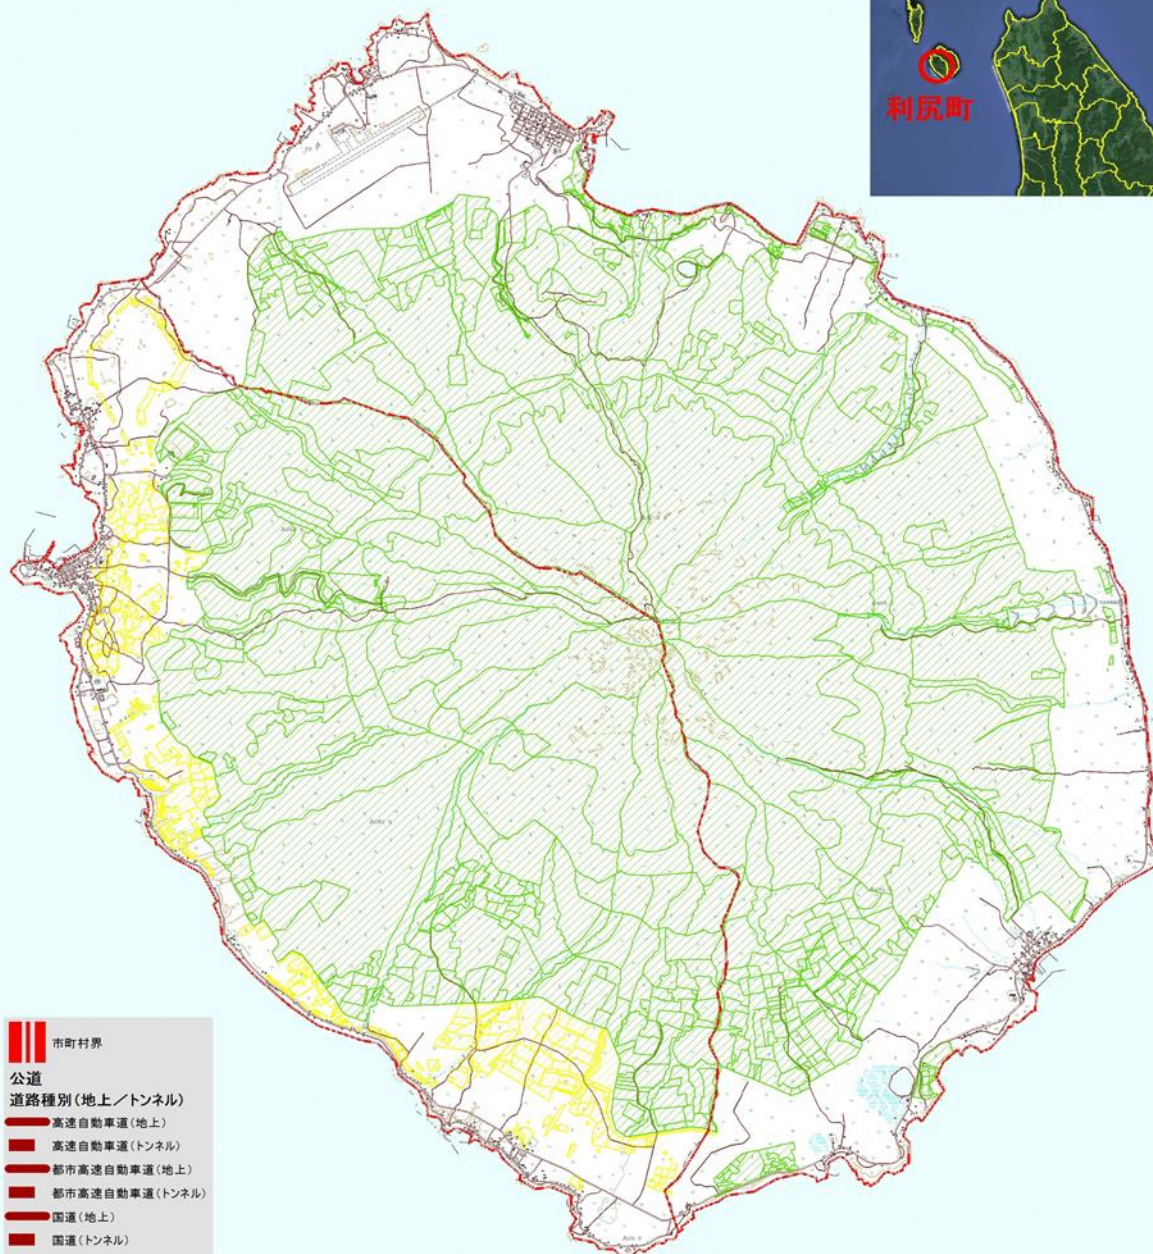 利尻町
市町村界
公道
道路種別(地上／トンネル)
高速自動車道(地上)
高速自動車道(トンネル)
都市高速自動車道(地上)
都市高速自動車道(トンネル)
国道(地上)
国道(トンネル)